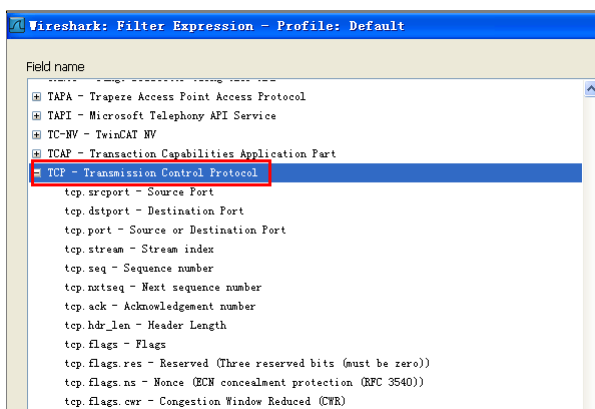 Wireshark: Filter Expression - Profile: Default
Field name
TAPA - Trapeze Access Point Access Protocol
TAPI - Microsoft Telephony API Service
TC-NV - TwinCAT NV
TCAP - Transaction Capabilities Application Part
TCP - Transmission Control Protocol
tcp.srcport - Source Port
tcp.dstport - Destination Port
tcp.port - Source or Destination Port
tcp.stream - Stream index
tcp.seq - Sequence number
tcp.nxtseq - Next sequence number
tcp.ack - Acknowledgement number
tcp.hdr_len - Header Length
tcp.flags - Flags
tcp.flags.res - Reserved (Three reserved bits (must be zero))
tcp.flags.ns - Nonce (ECN concealment protection (RFC 3540))
tcp.flags.cwr - Congestion Window Reduced (CWR)